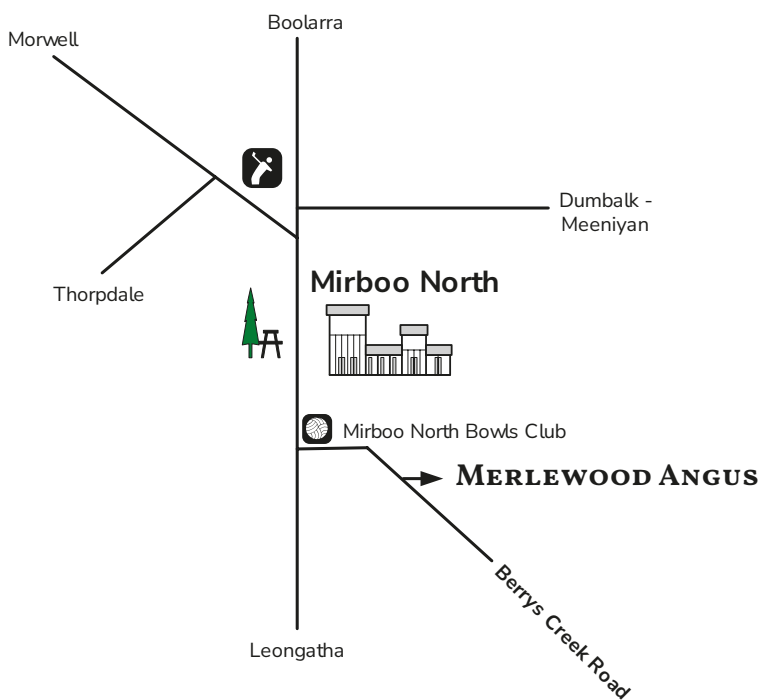 Boolarra
Morwell
Dumbalk -
Meeniyan
Mirboo North
Thorpdale
Mirboo North Bowls Club
Merlewood Angus
Berrys Creek Road
Leongatha